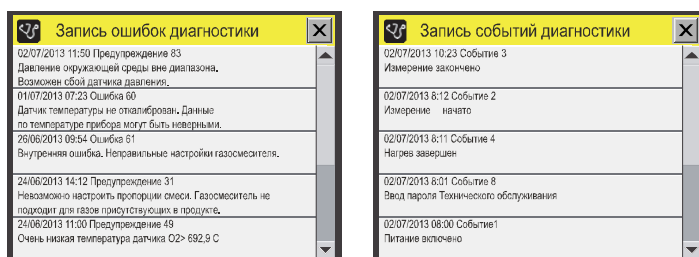 Запись ошибок диагностики
02/07/2013 11:50 Предупреждение 83
Давление окружающей среды вне диапазона.
Возможен сбой датчика давления.
01/07/2013 07:23 Ошибка 60
Датчик температуры не откалиброван. Данные
по температуре прибора могут быть неверными.
26/06/2013 09:54 Ошибка 61
Внутренняя ошибка. Неправильные настройки газосмесителя.
24/06/2013 14:12 Предупреждение 31
Невозможно настроить пропорции смеси. Газосмеситель не
подходит для газов присутствующих в продукте.
24/06/2013 11:00 Предупреждение 49
Очень низкая температура датчика О2> 692,9 С
Запись событий диагностики
02/07/2013 10:23 Событие 3
Измерение закончено
02/07/2013 8:12 Событие 2
Измерение начато
02/07/2013 8:11 Событие 4
Нагрев завершен
02/07/2013 8:01 Событие 8
Ввод пароля Технического обслуживания
02/07/2013 08:00 Событие1
Питание включено